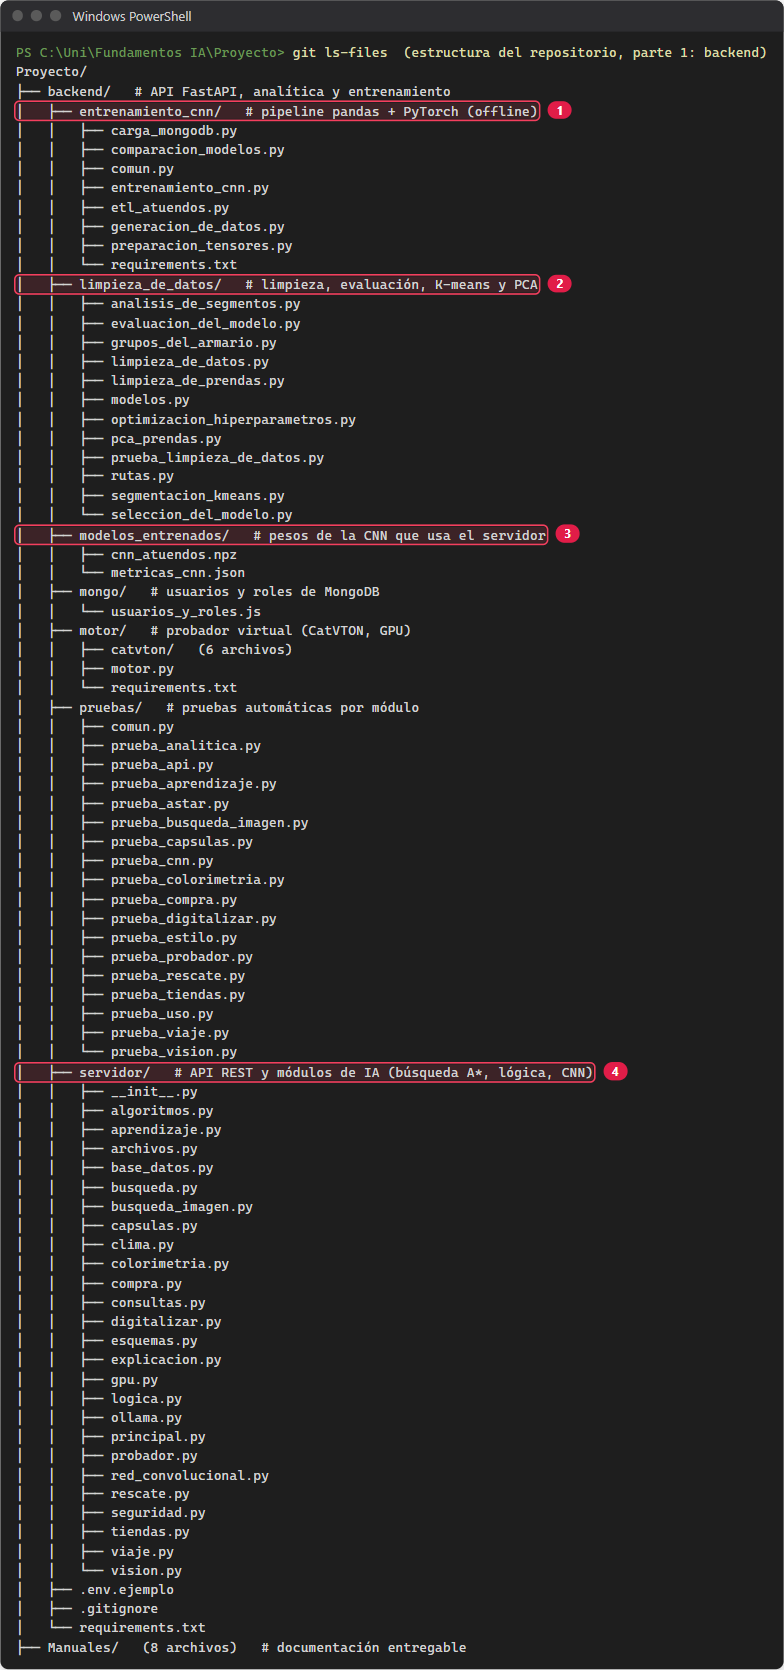 Windows PowerShell
PS C:\Uni\Fundamentos IA\Proyecto> git ls-files  (estructura del repositorio, parte 1: backend)
Proyecto/
├── backend/   # API FastAPI, analítica y entrenamiento
│   ├── entrenamiento_cnn/   # pipeline pandas + PyTorch (offline) 1
│   │   ├── carga_mongodb.py
│   │   ├── comparacion_modelos.py
│   │   ├── comun.py
│   │   ├── entrenamiento_cnn.py
│   │   ├── etl_atuendos.py
│   │   ├── generacion_de_datos.py
│   │   ├── preparacion_tensores.py
│   │   └── requirements.txt
│   ├── limpieza_de_datos/   # limpieza, evaluación, K-means y PCA 2
│   │   ├── analisis_de_segmentos.py
│   │   ├── evaluacion_del_modelo.py
│   │   ├── grupos_del_armario.py
│   │   ├── limpieza_de_datos.py
│   │   ├── limpieza_de_prendas.py
│   │   ├── modelos.py
│   │   ├── optimizacion_hiperparametros.py
│   │   ├── pca_prendas.py
│   │   ├── prueba_limpieza_de_datos.py
│   │   ├── rutas.py
│   │   ├── segmentacion_kmeans.py
│   │   └── seleccion_del_modelo.py
│   ├── modelos_entrenados/   # pesos de la CNN que usa el servidor 3
│   │   ├── cnn_atuendos.npz
│   │   └── metricas_cnn.json
│   ├── mongo/   # usuarios y roles de MongoDB
│   │   └── usuarios_y_roles.js
│   ├── motor/   # probador virtual (CatVTON, GPU)
│   │   ├── catvton/   (6 archivos)
│   │   ├── motor.py
│   │   └── requirements.txt
│   ├── pruebas/   # pruebas automáticas por módulo
│   │   ├── comun.py
│   │   ├── prueba_analitica.py
│   │   ├── prueba_api.py
│   │   ├── prueba_aprendizaje.py
│   │   ├── prueba_astar.py
│   │   ├── prueba_busqueda_imagen.py
│   │   ├── prueba_capsulas.py
│   │   ├── prueba_cnn.py
│   │   ├── prueba_colorimetria.py
│   │   ├── prueba_compra.py
│   │   ├── prueba_digitalizar.py
│   │   ├── prueba_estilo.py
│   │   ├── prueba_probador.py
│   │   ├── prueba_rescate.py
│   │   ├── prueba_tiendas.py
│   │   ├── prueba_uso.py
│   │   ├── prueba_viaje.py
│   │   └── prueba_vision.py
│   ├── servidor/   # API REST y módulos de IA (búsqueda A*, lógica, CNN) 4
│   │   ├── __init__.py
│   │   ├── algoritmos.py
│   │   ├── aprendizaje.py
│   │   ├── archivos.py
│   │   ├── base_datos.py
│   │   ├── busqueda.py
│   │   ├── busqueda_imagen.py
│   │   ├── capsulas.py
│   │   ├── clima.py
│   │   ├── colorimetria.py
│   │   ├── compra.py
│   │   ├── consultas.py
│   │   ├── digitalizar.py
│   │   ├── esquemas.py
│   │   ├── explicacion.py
│   │   ├── gpu.py
│   │   ├── logica.py
│   │   ├── ollama.py
│   │   ├── principal.py
│   │   ├── probador.py
│   │   ├── red_convolucional.py
│   │   ├── rescate.py
│   │   ├── seguridad.py
│   │   ├── tiendas.py
│   │   ├── viaje.py
│   │   └── vision.py
│   ├── .env.ejemplo
│   ├── .gitignore
│   └── requirements.txt
├── Manuales/   (8 archivos)   # documentación entregable